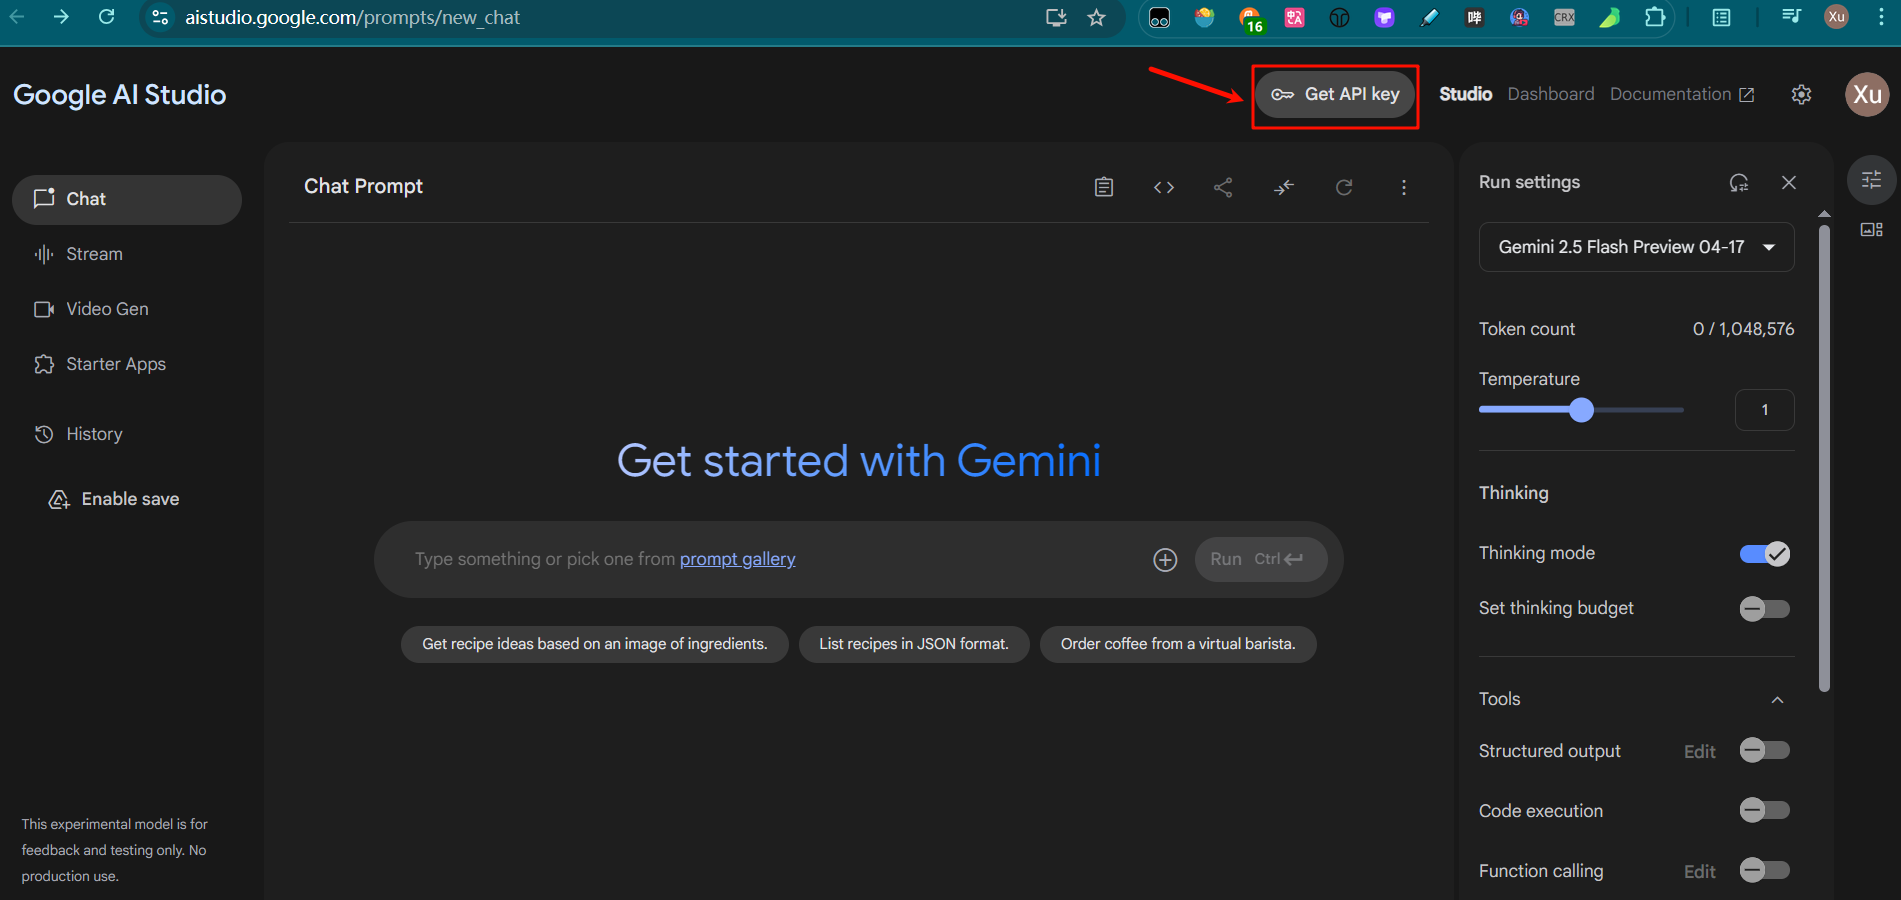 aistudio.google.com/prompts/new_chat
16
CRX
Xu
Google AI Studio
Get API key
Studio
Dashboard
Documentation
Xu
Chat
Stream
Video Gen
Starter Apps
History
Enable save
This experimental model is for
feedback and testing only. No
production use.
Chat Prompt
Get started with Gemini
Type something or pick one from prompt gallery
Run Ctrl
Get recipe ideas based on an image of ingredients.
List recipes in JSON format.
Order coffee from a virtual barista.
Run settings
Gemini 2.5 Flash Preview 04-17
Token count 0 / 1,048,576
Temperature
1
Thinking
Thinking mode
Set thinking budget
Tools
Structured output Edit
Code execution
Function calling Edit